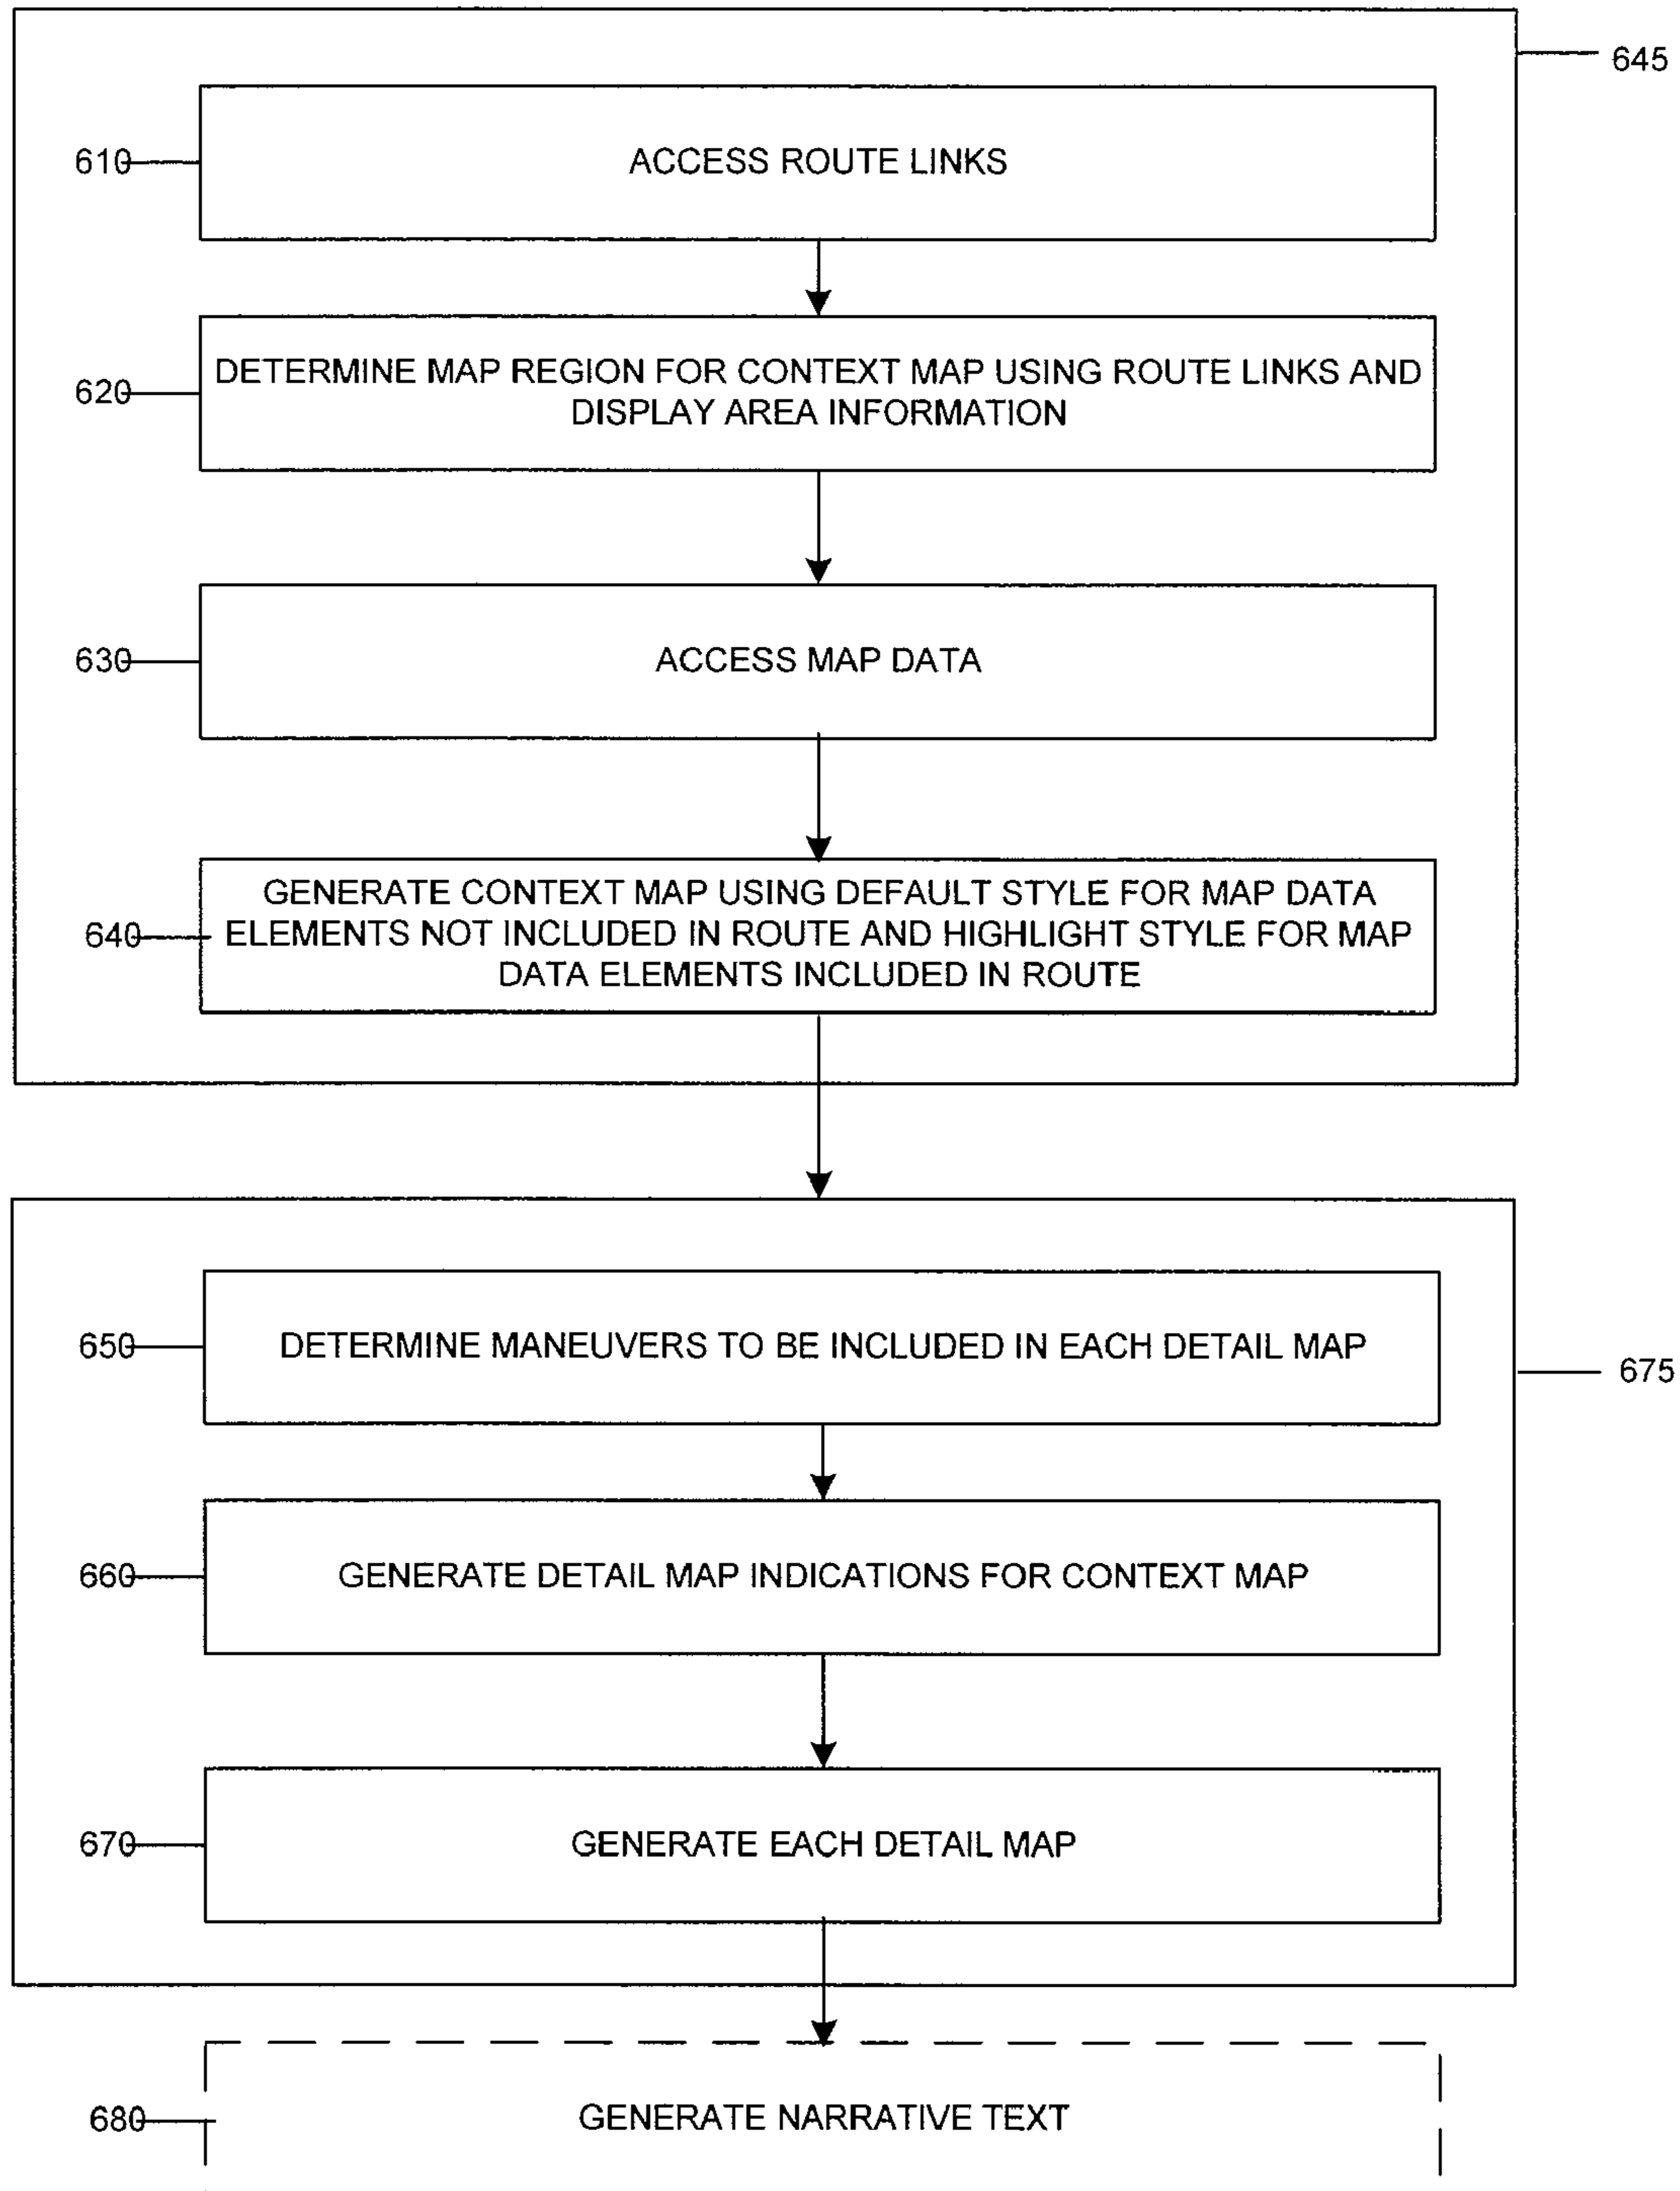 645
610
ACCESS ROUTE LINKS
620
DETERMINE MAP REGION FOR CONTEXT MAP USING ROUTE LINKS AND
DISPLAY AREA INFORMATION
630
ACCESS MAP DATA
640
GENERATE CONTEXT MAP USING DEFAULT STYLE FOR MAP DATA
ELEMENTS NOT INCLUDED IN ROUTE AND HIGHLIGHT STYLE FOR MAP
DATA ELEMENTS INCLUDED IN ROUTE
650
DETERMINE MANEUVERS TO BE INCLUDED IN EACH DETAIL MAP
675
660
GENERATE DETAIL MAP INDICATIONS FOR CONTEXT MAP
670
GENERATE EACH DETAIL MAP
680
GENERATE NARRATIVE TEXT